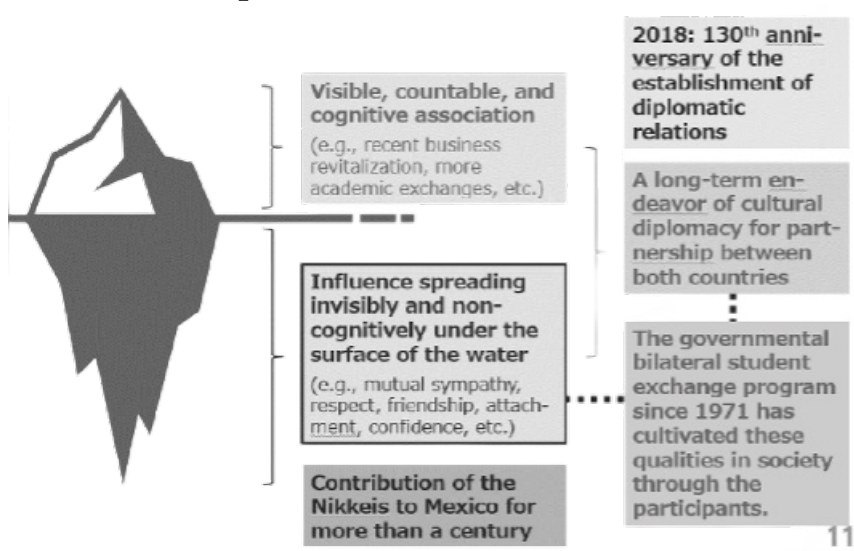 Visible, countable, and
cognitive association
(e.g., recent business
revitalization, more
academic exchanges, etc.)
Influence spreading
invisibly and non-
cognitively under the
surface of the water
(e.g., mutual sympathy,
respect, friendship, attach-
ment, confidence, etc.)
Contribution of the
Nikkeis to Mexico for
more than a century
2018: 130th anni-
versary of the
establishment of
diplomatic
relations
A long-term en-
deavor of cultural
diplomacy for part-
nership between
both countries
The governmental
bilateral student
exchange program
since 1971 has
cultivated these
qualities in society
through the
participants.
11